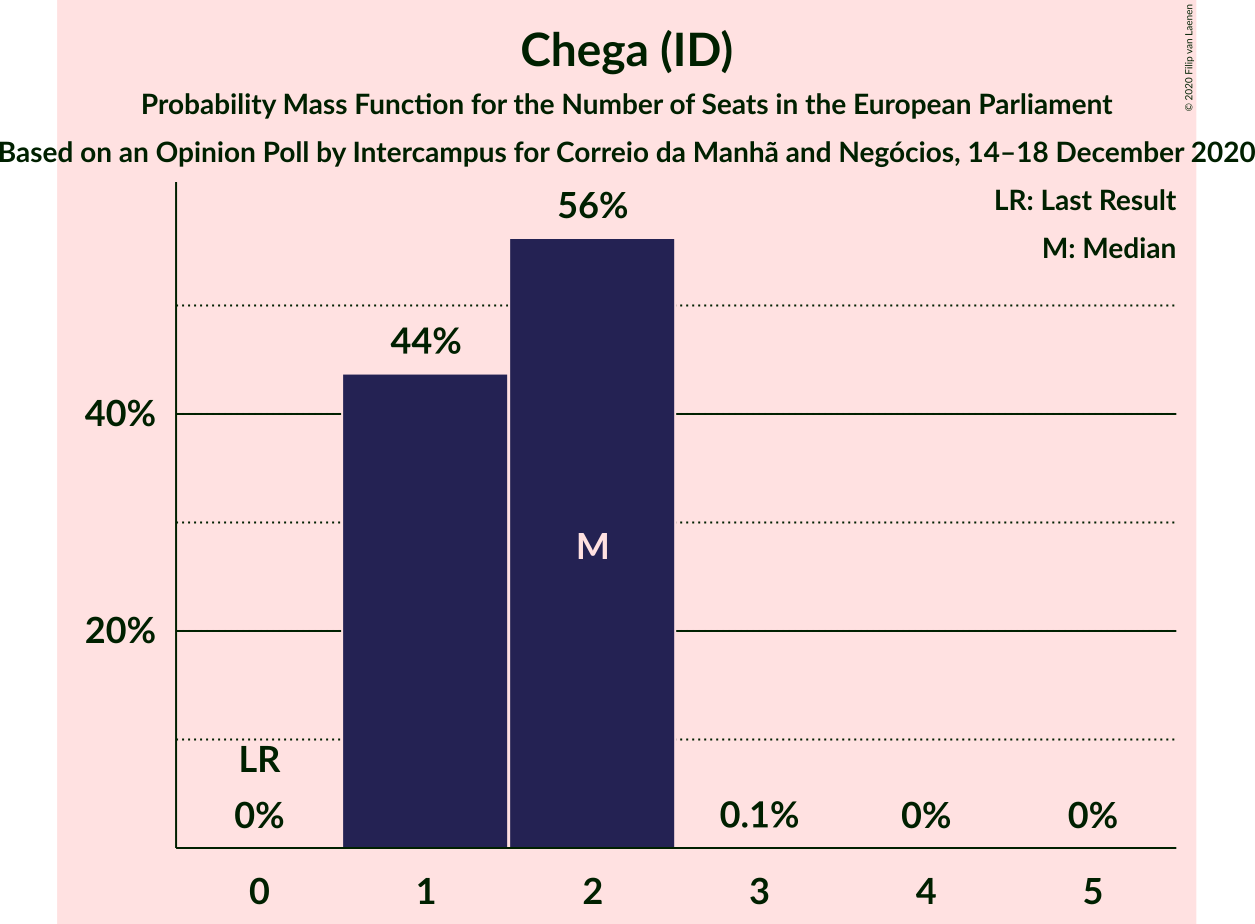 Chega (ID)
Probability Mass Function for the Number of Seats in the European Parliament
Based on an Opinion Poll by Intercampus for Correio da Manhã and Negócios, 14–18 December 2020
© 2020 Filip van Laenen
LR: Last Result
M: Median
56%
44%
40%
M
20%
LR
0%
0.1%
0%
0%
0 1 2 3 4 5